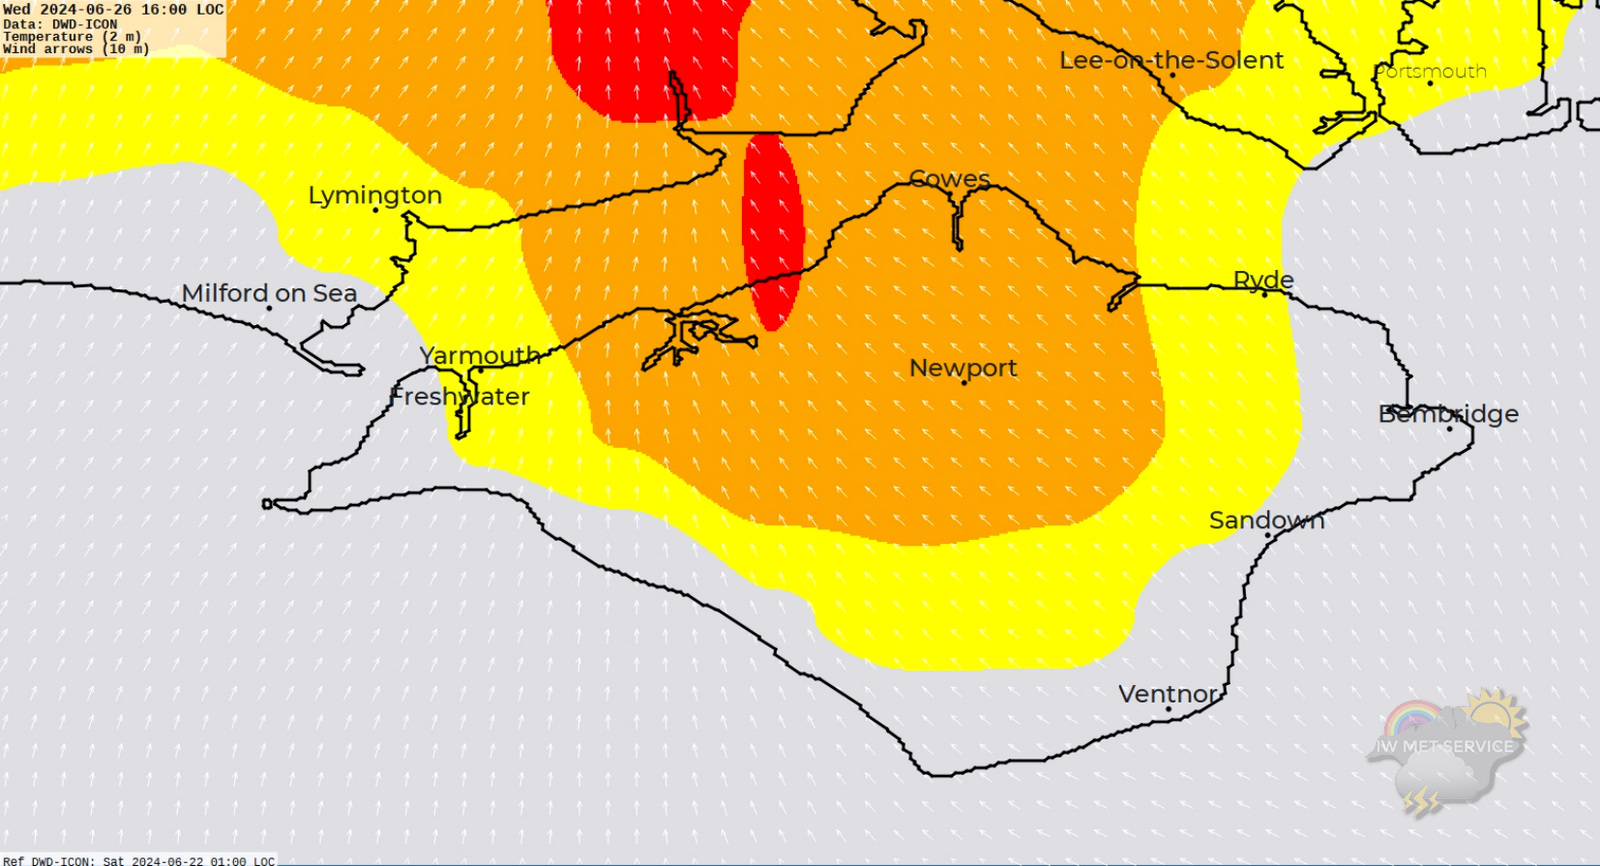 Wed 2024-06-26 16:00 LOC
Data: DWD-ICON
Temperature (2 m)
Wind arrows (10 m)
Lee-on-the-Solent
Portsmouth
Cowes
Lymington
Ryde
Milford on Sea
Yarmouth
Newport
Freshwater
Bembridge
Sandown
Ventnor
IW MET SERVICE
Ref DWD-ICON: Sat 2024-06-22 01:00 LOC